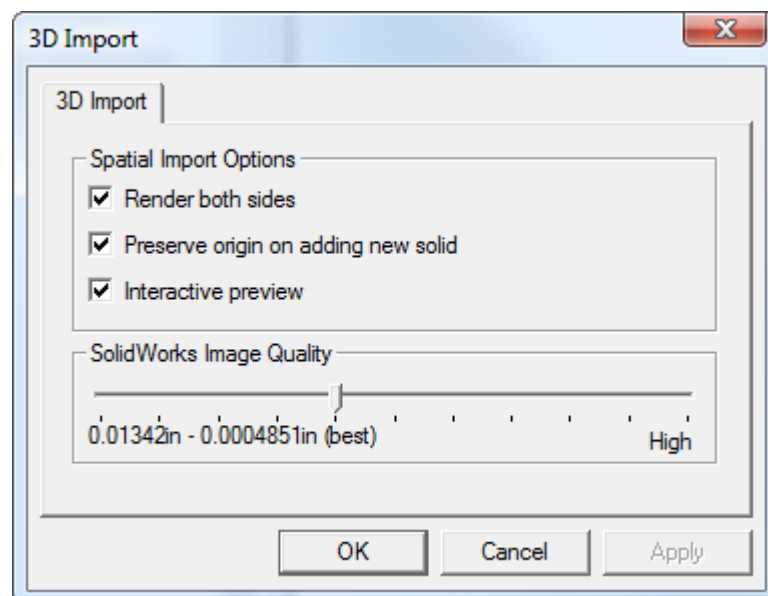 3D Import
3D Import
Spatial Import Options
Render both sides
Preserve origin on adding new solid
Interactive preview
SolidWorks Image Quality
0.01342in - 0.0004851in (best)
High
OK Cancel Apply